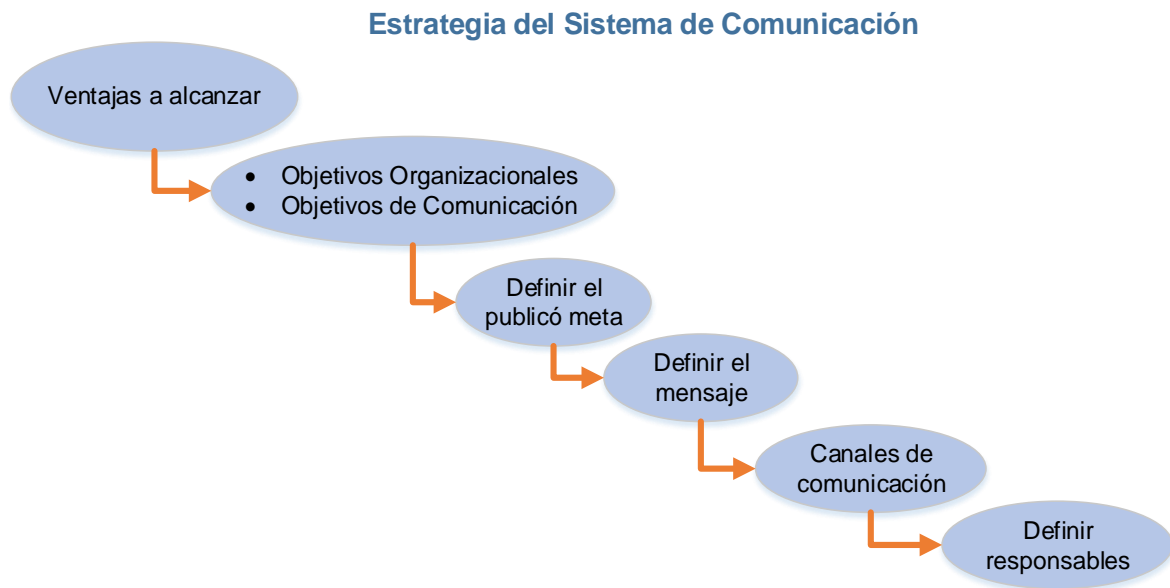 Estrategia del Sistema de Comunicación
Ventajas a alcanzar
• Objetivos Organizacionales
• Objetivos de Comunicación
Definir el
publicó meta
Definir el
mensaje
Canales de
comunicación
Definir
responsables